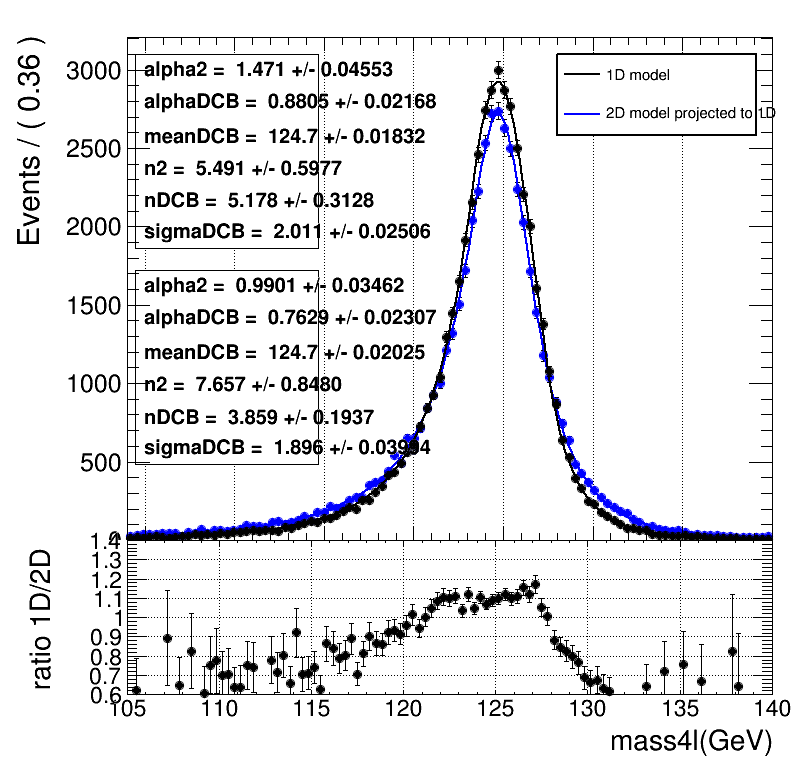 Events / ( 0.36 )
3000
2500
2000
1500
1000
500
0
alpha2 = 1.471 +/- 0.04553
alphaDCB = 0.8805 +/- 0.02168
meanDCB = 124.7 +/- 0.01832
n2 = 5.491 +/- 0.5977
nDCB = 5.178 +/- 0.3128
sigmaDCB = 2.011 +/- 0.02506
alpha2 = 0.9901 +/- 0.03462
alphaDCB = 0.7629 +/- 0.02307
meanDCB = 124.7 +/- 0.02025
n2 = 7.657 +/- 0.8480
nDCB = 3.859 +/- 0.1937
sigmaDCB = 1.896 +/- 0.03994
1D model
2D model projected to 1D
ratio 1D/2D
1.4
1.3
1.2
1.1
1
0.9
0.8
0.7
0.6
105 110 115 120 125 130 135 140
mass4l(GeV)